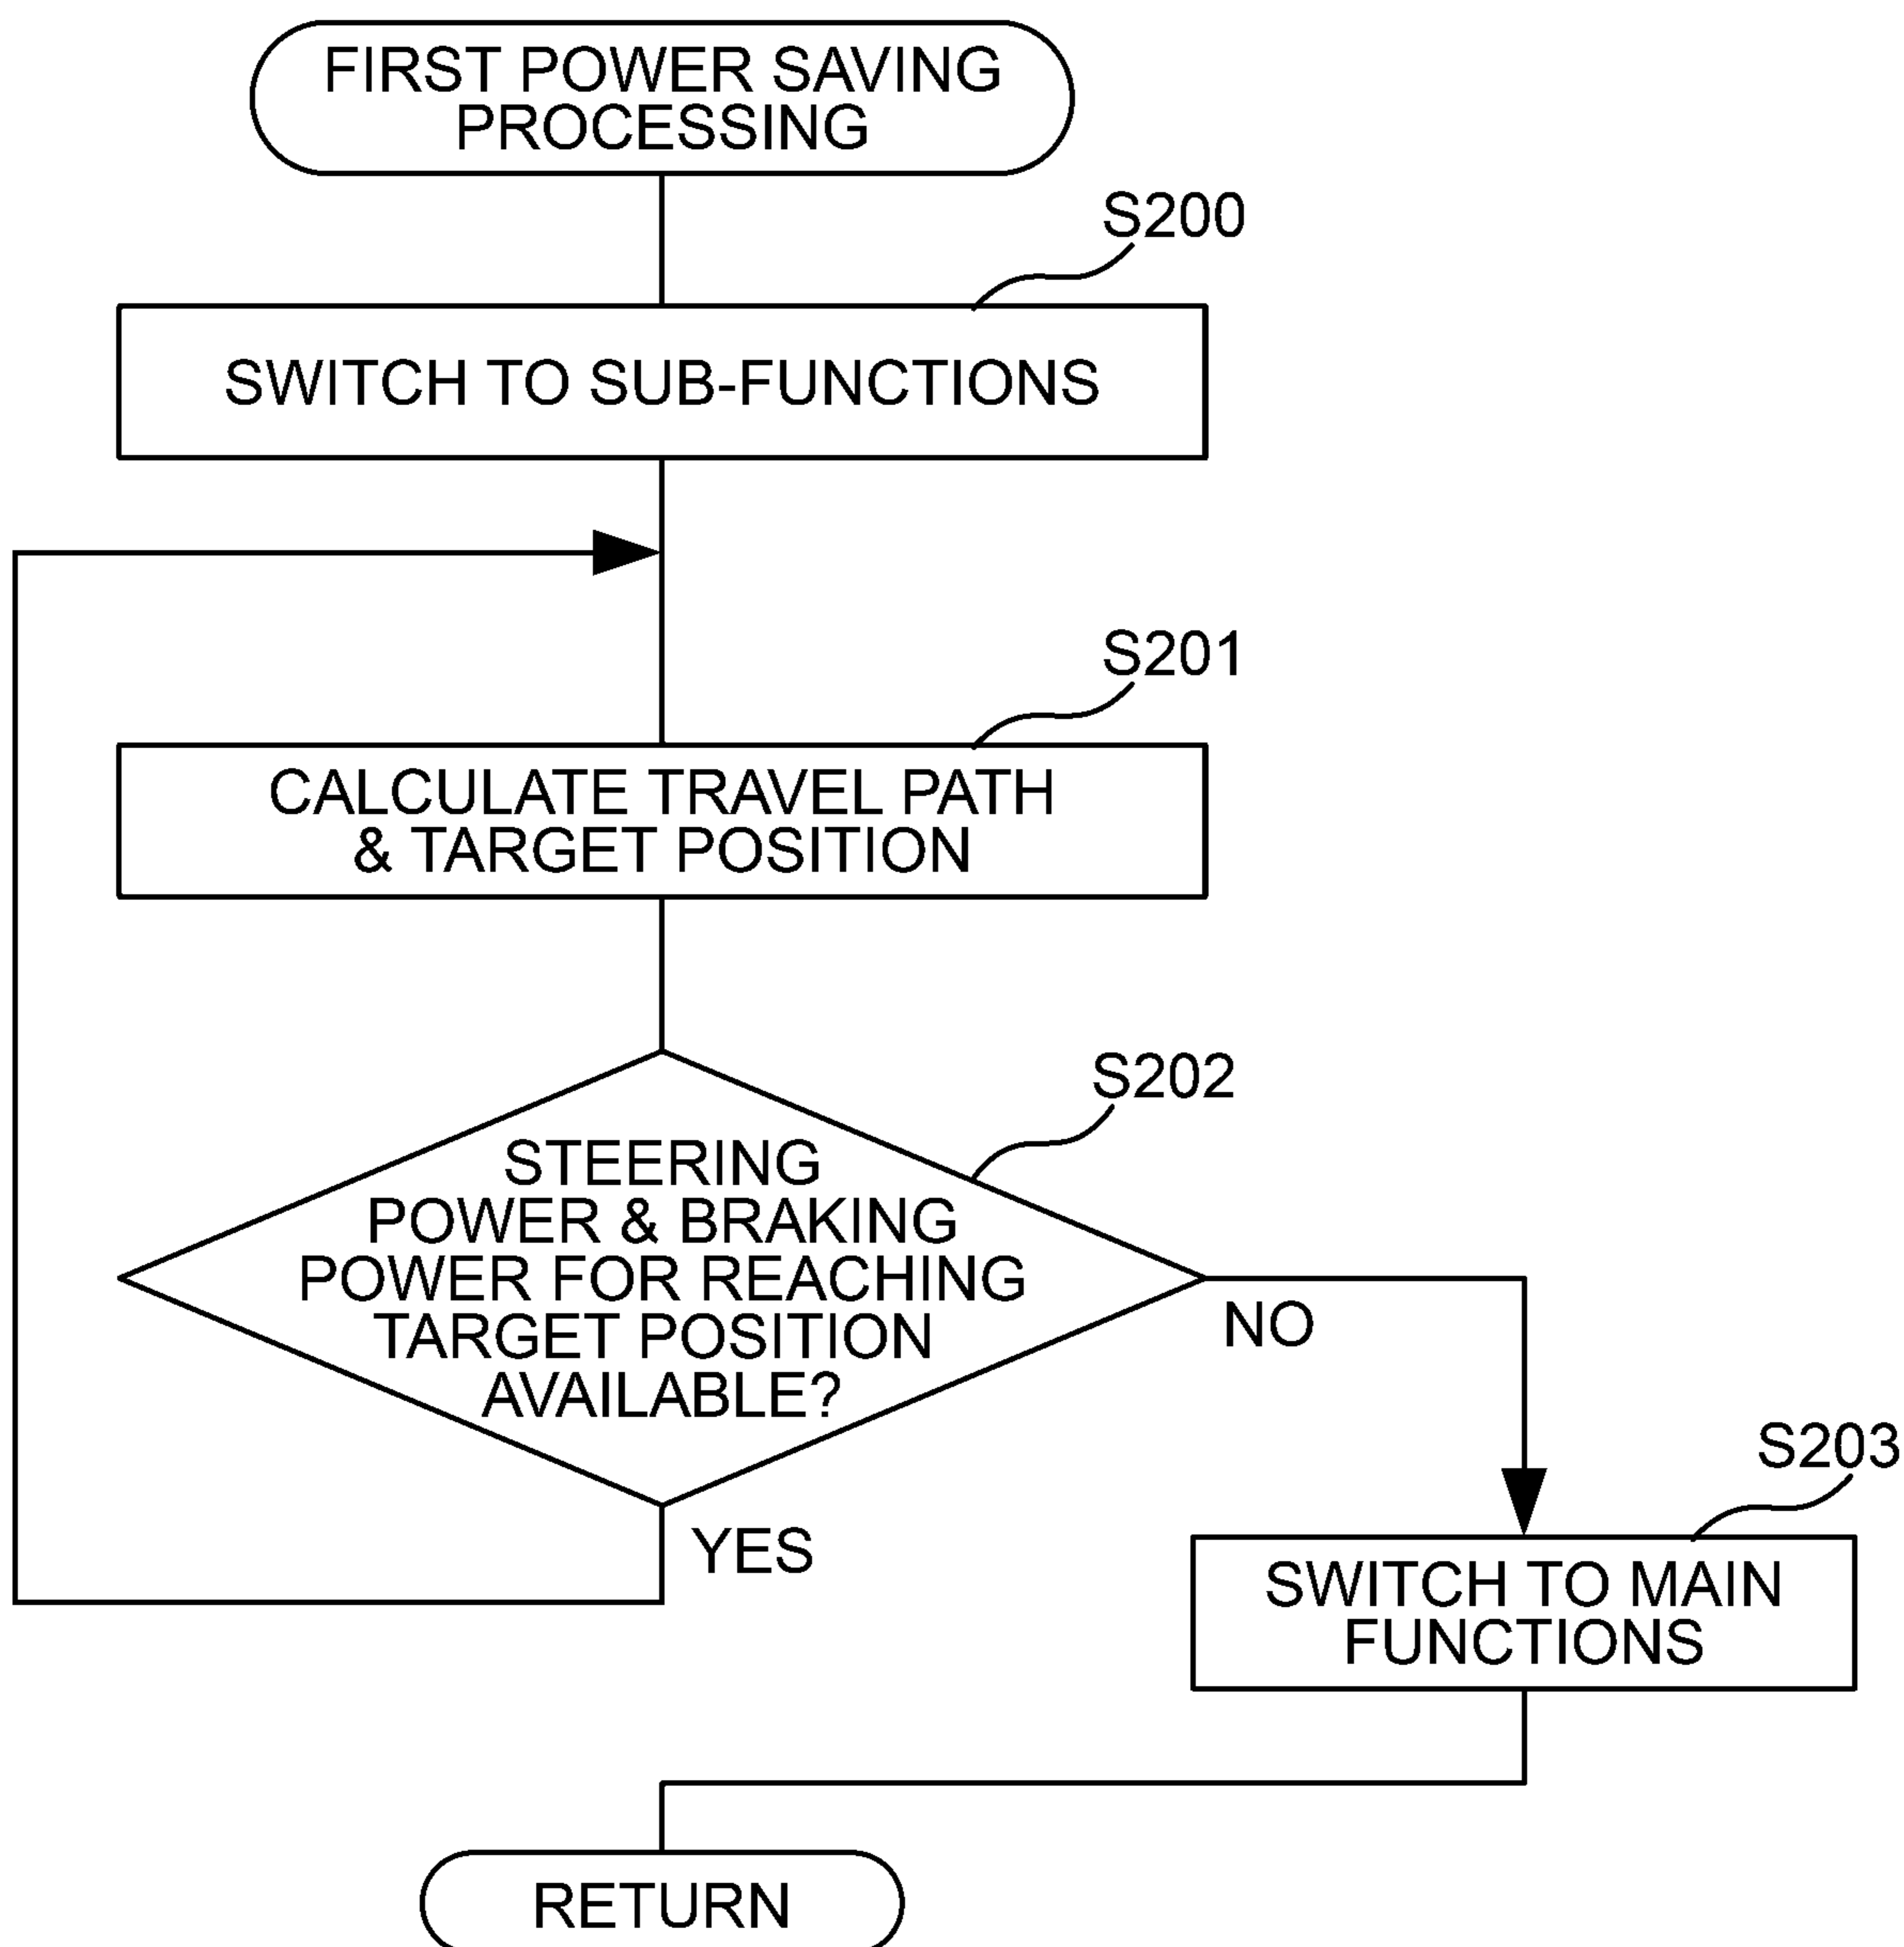 FIRST POWER SAVING
PROCESSING
S200
SWITCH TO SUB-FUNCTIONS
S201
CALCULATE TRAVEL PATH
& TARGET POSITION
S202
STEERING
POWER & BRAKING
POWER FOR REACHING
TARGET POSITION
AVAILABLE?
NO
YES
S203
SWITCH TO MAIN
FUNCTIONS
RETURN